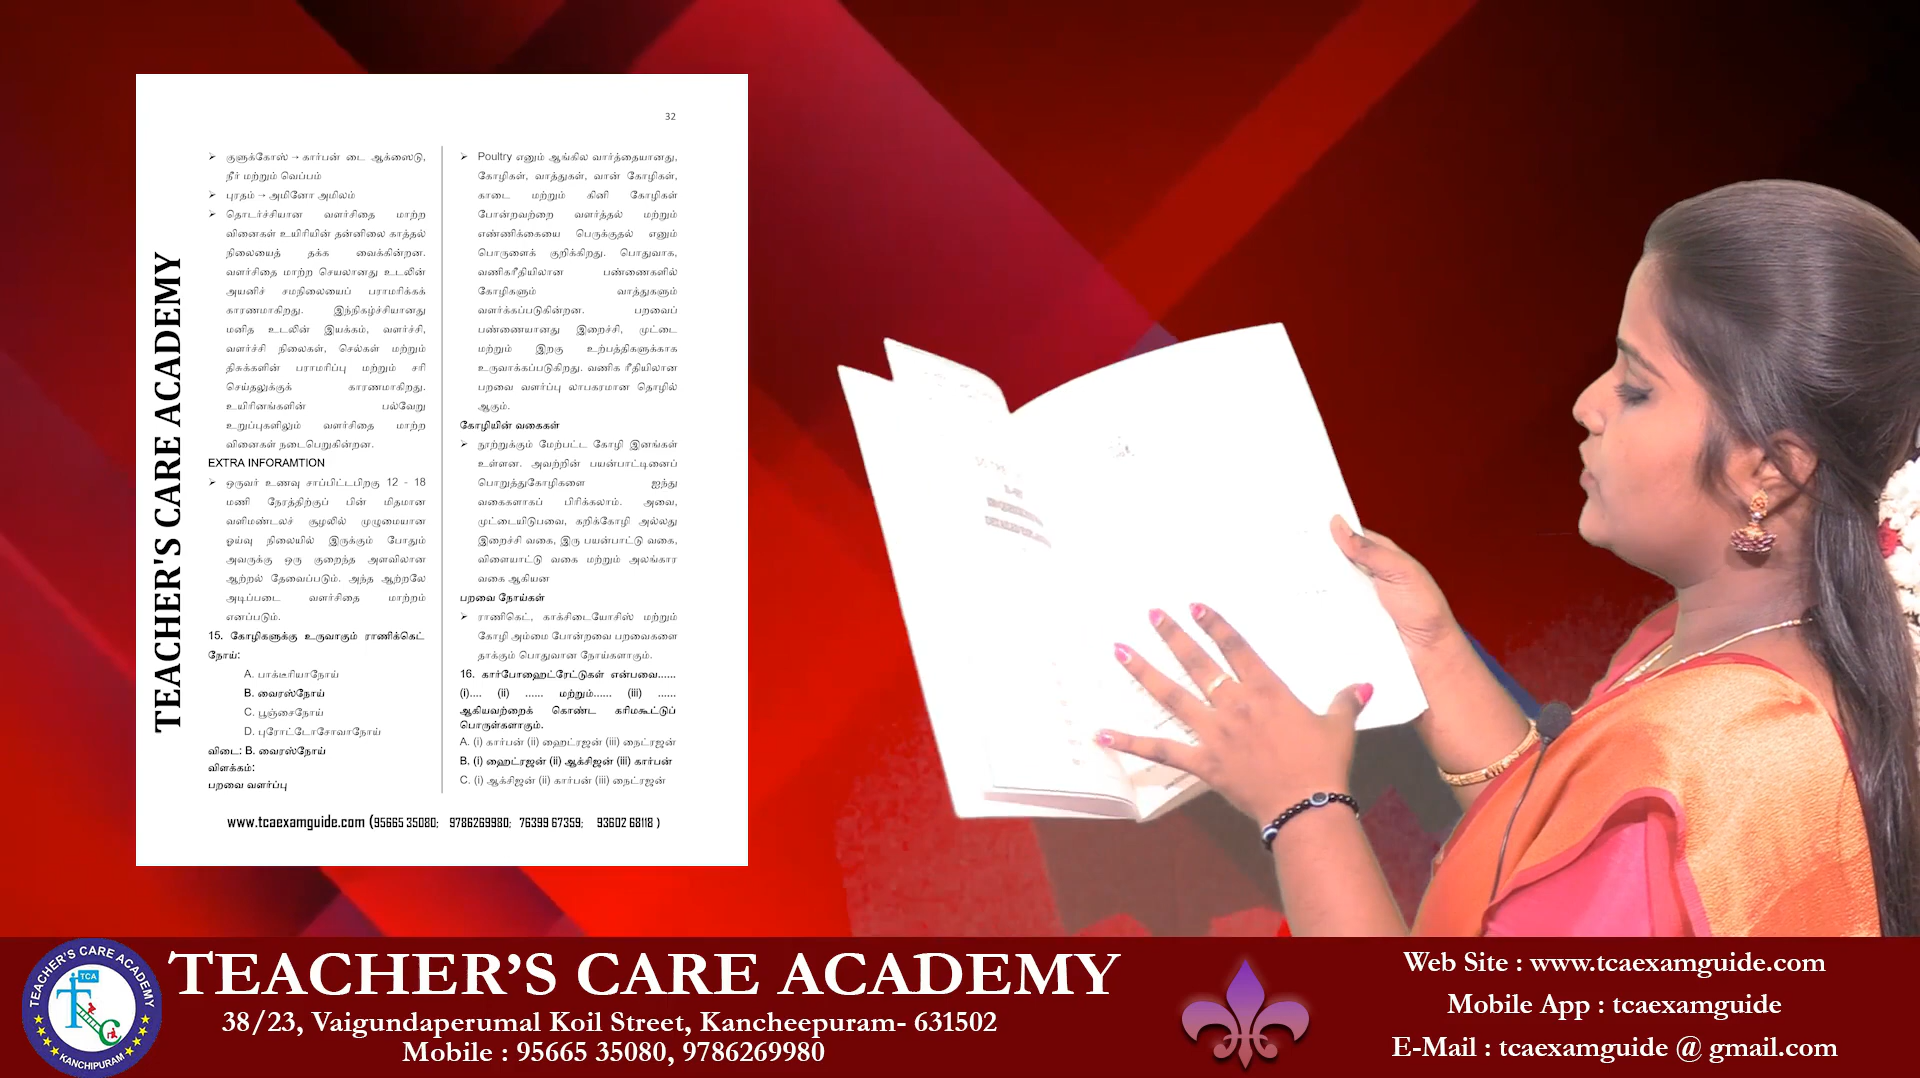 32
TEACHER'S CARE ACADEMY
➢ குளுக்கோஸ் → கார்பன் டை ஆக்ஸைடு,
நீர் மற்றும் வெப்பம்
➢ புரதம் → அமினோ அமிலம்
➢ தொடர்ச்சியான வளர்சிதை மாற்ற
வினைகள் உயிரியின் தன்னிலை காத்தல்
நிலையைத் தக்க வைக்கின்றன.
வளர்சிதை மாற்ற செயலானது உடலின்
அயனிச் சமநிலையைப் பராமரிக்கக்
காரணமாகிறது. இந்நிகழ்ச்சியானது
மனித உடலின் இயக்கம், வளர்ச்சி,
வளர்ச்சி நிலைகள், செல்கள் மற்றும்
திசுக்களின் பராமரிப்பு மற்றும் சரி
செய்தலுக்குக் காரணமாகிறது.
உயிரினங்களின் பல்வேறு
உறுப்புகளிலும் வளர்சிதை மாற்ற
வினைகள் நடைபெறுகின்றன.
EXTRA INFORAMTION
➢ ஒருவர் உணவு சாப்பிட்டபிறகு 12 - 18
மணி நேரத்திற்குப் பின் மிதமான
வளிமண்டலச் சூழலில் முழுமையான
ஓய்வு நிலையில் இருக்கும் போதும்
அவருக்கு ஒரு குறைந்த அளவிலான
ஆற்றல் தேவைப்படும். அந்த ஆற்றலே
அடிப்படை வளர்சிதை மாற்றம்
எனப்படும்.
15. கோழிகளுக்கு உருவாகும் ராணிக்கெட்
நோய்:
A. பாக்டீரியாநோய்
B. வைரஸ்நோய்
C. பூஞ்சைநோய்
D. புரோட்டோசோவாநோய்
விடை: B. வைரஸ்நோய்
விளக்கம்:
பறவை வளர்ப்பு
➢ Poultry எனும் ஆங்கில வார்த்தையானது,
கோழிகள், வாத்துகள், வான் கோழிகள்,
காடை மற்றும் கினி கோழிகள்
போன்றவற்றை வளர்த்தல் மற்றும்
எண்ணிக்கையை பெருக்குதல் எனும்
பொருளைக் குறிக்கிறது. பொதுவாக,
வணிகரீதியிலான பண்ணைகளில்
கோழிகளும் வாத்துகளும்
வளர்க்கப்படுகின்றன. பறவைப்
பண்ணையானது இறைச்சி, முட்டை
மற்றும் இறகு உற்பத்திகளுக்காக
உருவாக்கப்படுகிறது. வணிக ரீதியிலான
பறவை வளர்ப்பு லாபகரமான தொழில்
ஆகும்.
கோழியின் வகைகள்
➢ நூற்றுக்கும் மேற்பட்ட கோழி இனங்கள்
உள்ளன. அவற்றின் பயன்பாட்டினைப்
பொறுத்துகோழிகளை ஐந்து
வகைகளாகப் பிரிக்கலாம். அவை,
முட்டையிடுபவை, கறிக்கோழி அல்லது
இறைச்சி வகை, இரு பயன்பாட்டு வகை,
விளையாட்டு வகை மற்றும் அலங்கார
வகை ஆகியன
பறவை நோய்கள்
➢ ராணிகெட், காக்சிடையோசிஸ் மற்றும்
கோழி அம்மை போன்றவை பறவைகளை
தாக்கும் பொதுவான நோய்களாகும்.
16. கார்போஹைட்ரேட்டுகள் என்பவை......
(i).... (ii) ...... மற்றும்...... (iii) ......
ஆகியவற்றைக் கொண்ட கரிமகூட்டுப்
பொருள்களாகும்.
A. (i) கார்பன் (ii) ஹைட்ரஜன் (iii) நைட்ரஜன்
B. (i) ஹைட்ரஜன் (ii) ஆக்சிஜன் (iii) கார்பன்
C. (i) ஆக்சிஜன் (ii) கார்பன் (iii) நைட்ரஜன்
www.tcaexamguide.com (95665 35080; 9786269980; 76399 67359; 93602 68118 )
TEACHER'S CARE ACADEMY
TCA
KANCHIPURAM
TEACHER'S CARE ACADEMY
38/23, Vaigundaperumal Koil Street, Kancheepuram- 631502
Mobile : 95665 35080, 9786269980
Web Site : www.tcaexamguide.com
Mobile App : tcaexamguide
E-Mail : tcaexamguide @ gmail.com